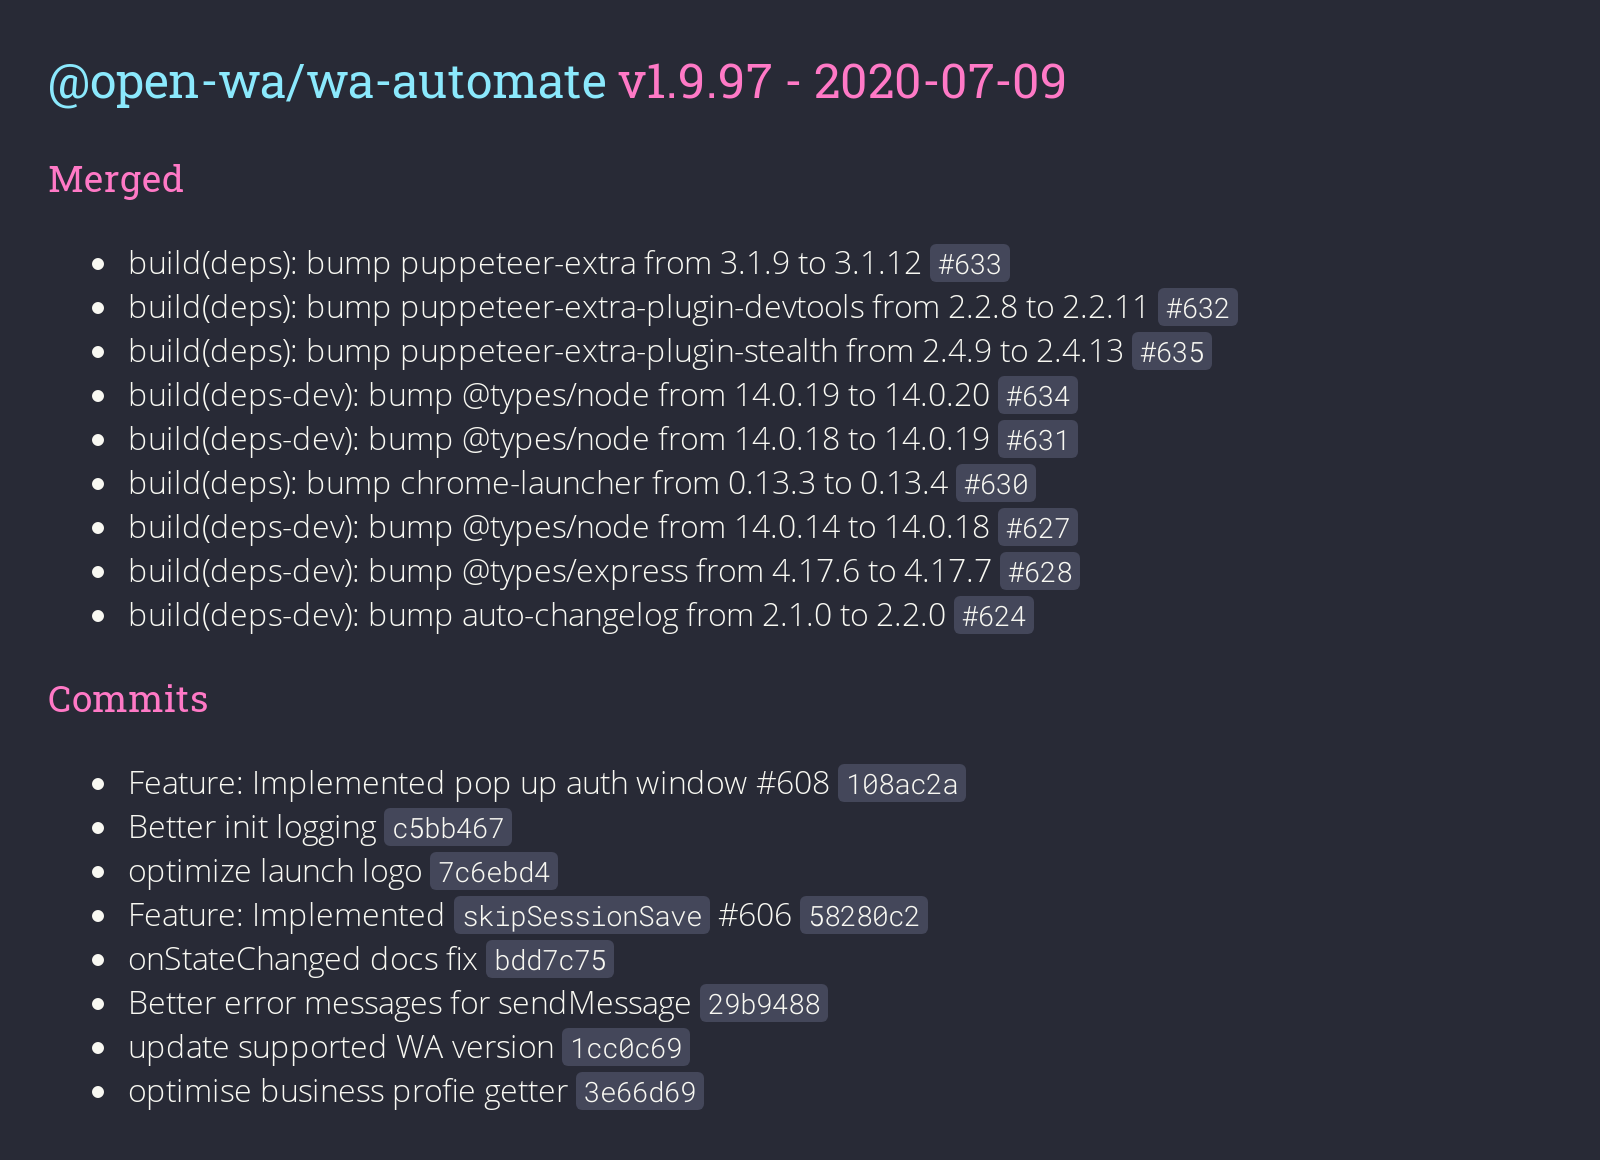 @open-wa/wa-automate v1.9.97 - 2020-07-09
Merged
build(deps): bump puppeteer-extra from 3.1.9 to 3.1.12 #633
build(deps): bump puppeteer-extra-plugin-devtools from 2.2.8 to 2.2.11 #632
build(deps): bump puppeteer-extra-plugin-stealth from 2.4.9 to 2.4.13 #635
build(deps-dev): bump @types/node from 14.0.19 to 14.0.20 #634
build(deps-dev): bump @types/node from 14.0.18 to 14.0.19 #631
build(deps): bump chrome-launcher from 0.13.3 to 0.13.4 #630
build(deps-dev): bump @types/node from 14.0.14 to 14.0.18 #627
build(deps-dev): bump @types/express from 4.17.6 to 4.17.7 #628
build(deps-dev): bump auto-changelog from 2.1.0 to 2.2.0 #624
Commits
Feature: Implemented pop up auth window #608 108ac2a
Better init logging c5bb467
optimize launch logo 7c6ebd4
Feature: Implemented skipSessionSave #606 58280c2
onStateChanged docs fix bdd7c75
Better error messages for sendMessage 29b9488
update supported WA version 1cc0c69
optimise business profie getter 3e66d69